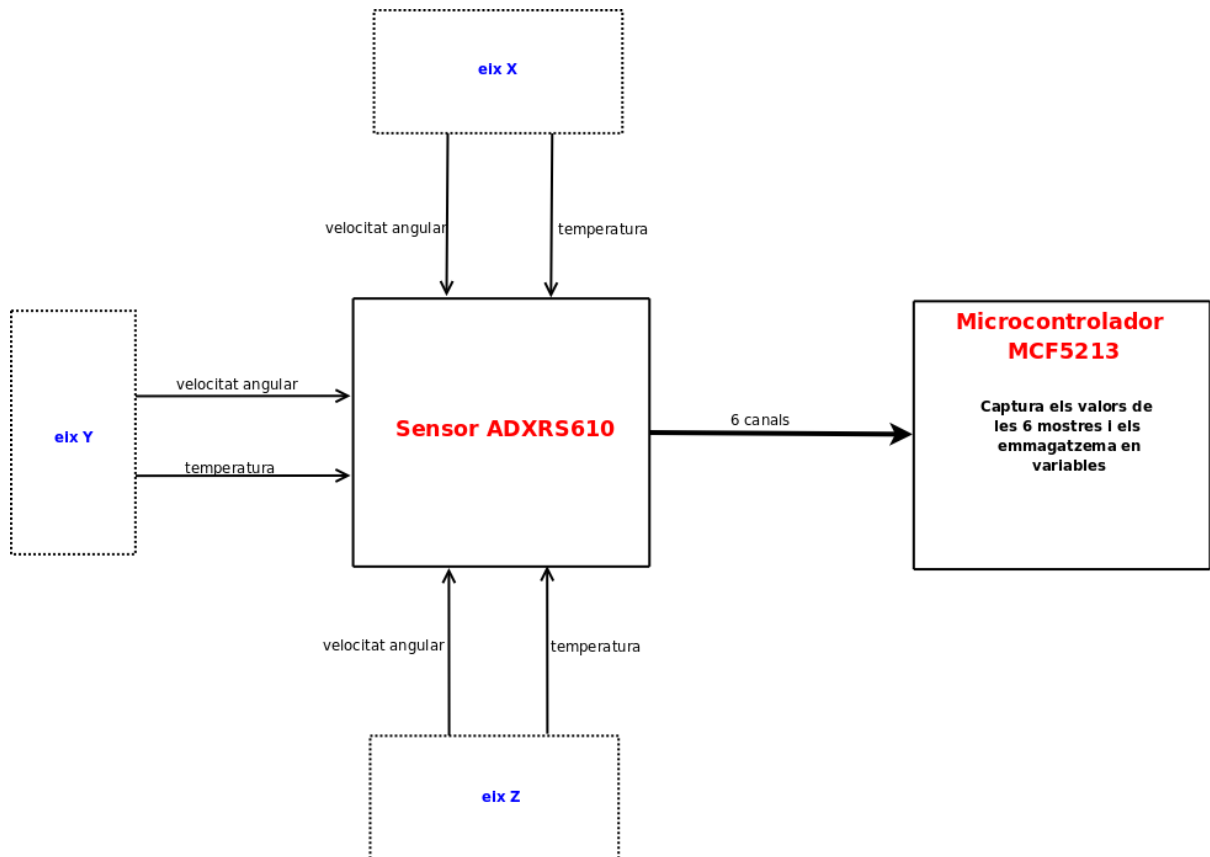 eix X
velocitat angular
temperatura
eix Y
velocitat angular
temperatura
Sensor ADXRS610
6 canals
Microcontrolador
MCF5213
Captura els valors de
les 6 mostres i els
emmagatzema en
variables
velocitat angular
temperatura
eix Z